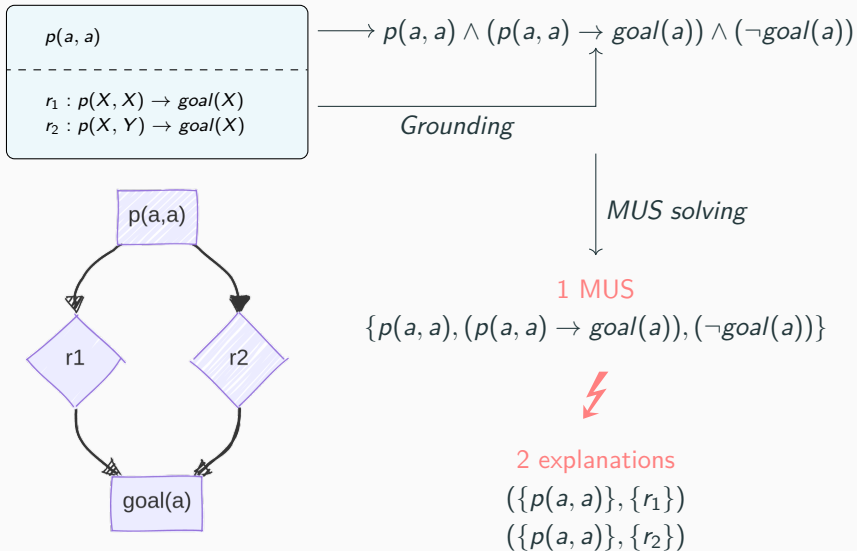 p(a, a)
r₁ : p(X, X) → goal(X)
r₂ : p(X, Y) → goal(X)
p(a, a) ∧ (p(a, a) → goal(a)) ∧ (¬goal(a))
Grounding
MUS solving
1 MUS
{p(a, a), (p(a, a) → goal(a)), (¬goal(a))}
2 explanations
({p(a, a)}, {r₁})
({p(a, a)}, {r₂})
p(a,a)
r1
r2
goal(a)